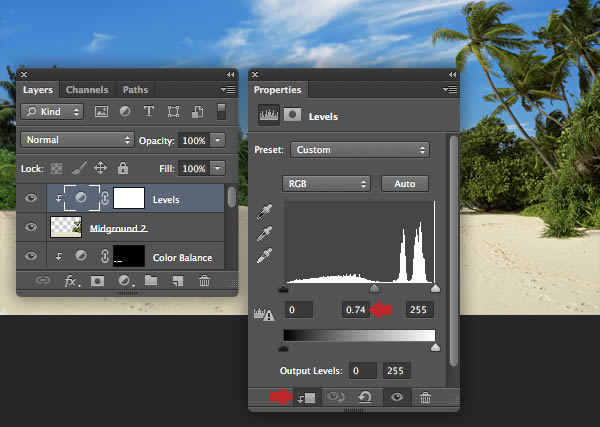 Layers Channels Paths
Kind
Normal Opacity: 100%
Lock: Fill: 100%
Levels
Midground 2
Color Balance
fx
Properties
Levels
Preset: Custom
RGB Auto
0 0.74 255
Output Levels: 0 255